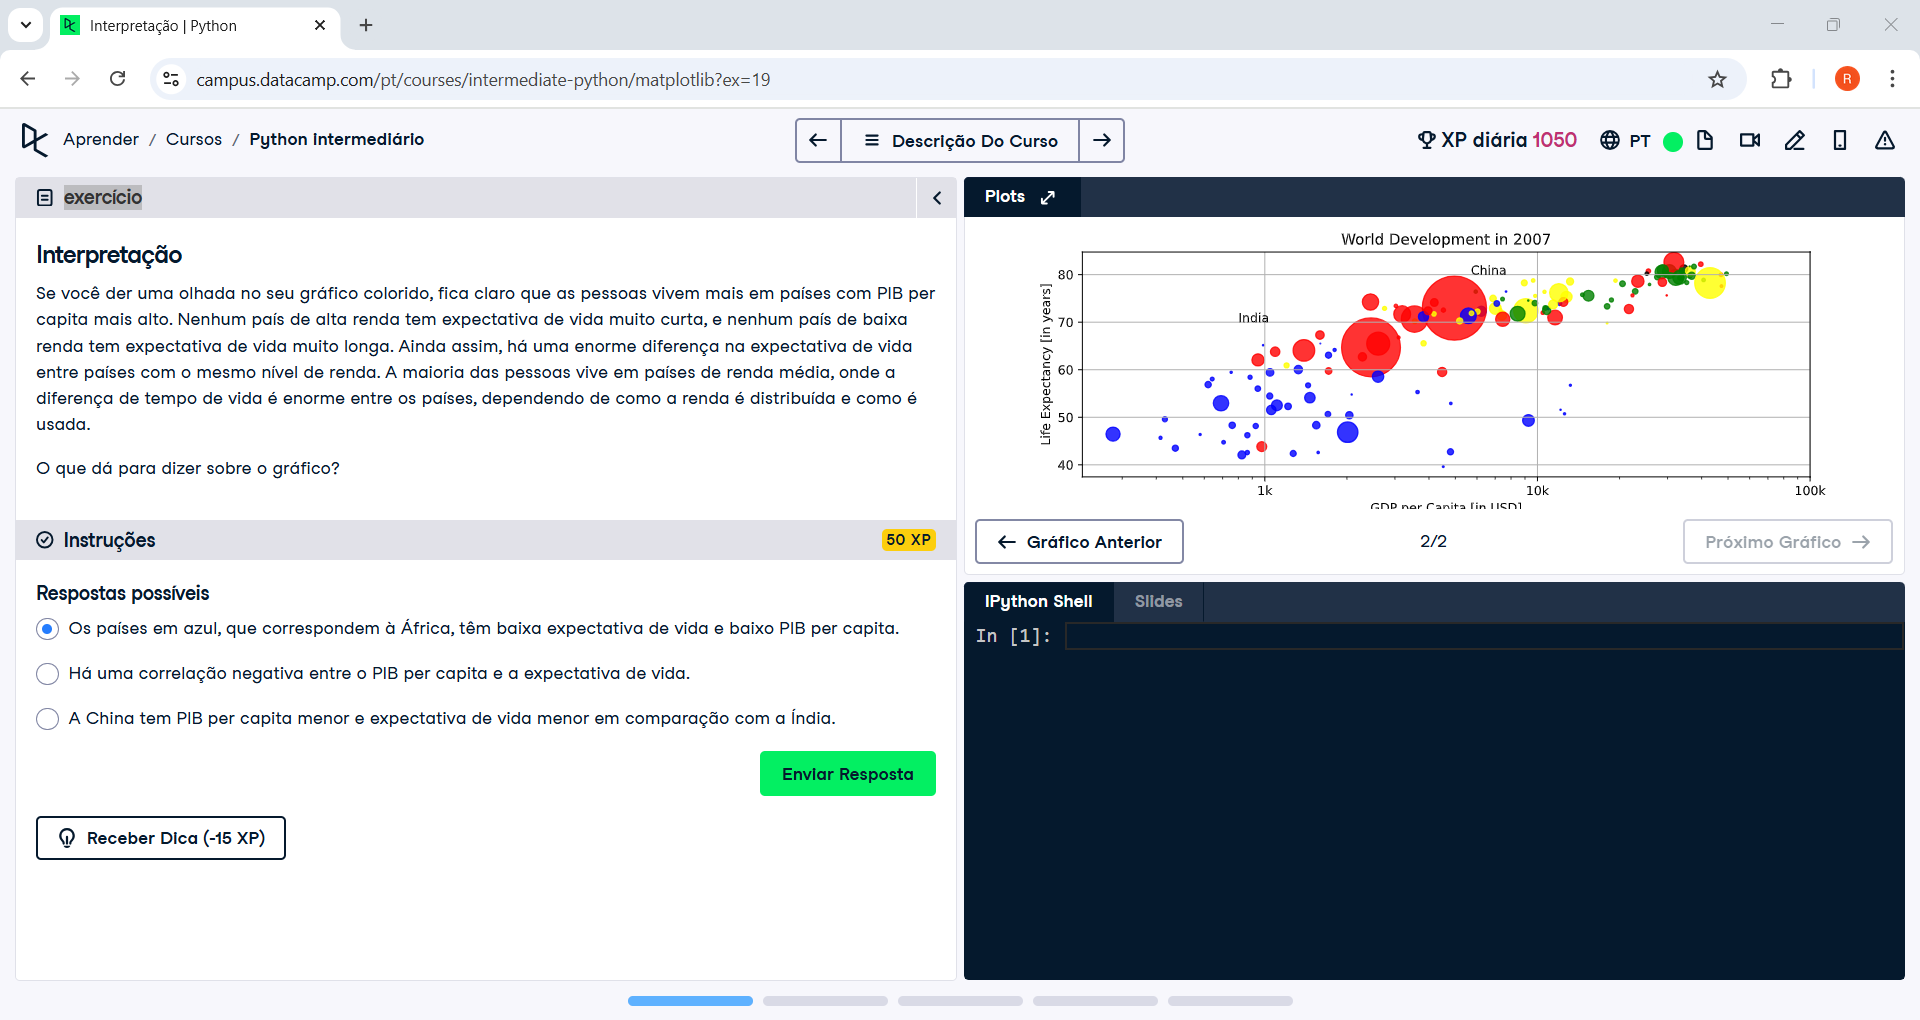 Interpretação | Python
campus.datacamp.com/pt/courses/intermediate-python/matplotlib?ex=19
R
Aprender / Cursos / Python intermediário
Descrição Do Curso
XP diária 1050
PT
exercício
Interpretação
Se você der uma olhada no seu gráfico colorido, fica claro que as pessoas vivem mais em países com PIB per
capita mais alto. Nenhum país de alta renda tem expectativa de vida muito curta, e nenhum país de baixa
renda tem expectativa de vida muito longa. Ainda assim, há uma enorme diferença na expectativa de vida
entre países com o mesmo nível de renda. A maioria das pessoas vive em países de renda média, onde a
diferença de tempo de vida é enorme entre os países, dependendo de como a renda é distribuída e como é
usada.
O que dá para dizer sobre o gráfico?
Instruções
50 XP
Respostas possíveis
Os países em azul, que correspondem à África, têm baixa expectativa de vida e baixo PIB per capita.
Há uma correlação negativa entre o PIB per capita e a expectativa de vida.
A China tem PIB per capita menor e expectativa de vida menor em comparação com a Índia.
Enviar Resposta
Receber Dica (-15 XP)
Plots
World Development in 2007
Life Expectancy [in years]
80
70
60
50
40
China
India
1k
10k
100k
GDP per Capita [in USD]
Gráfico Anterior
2/2
Próximo Gráfico
IPython Shell
Slides
In [1]: